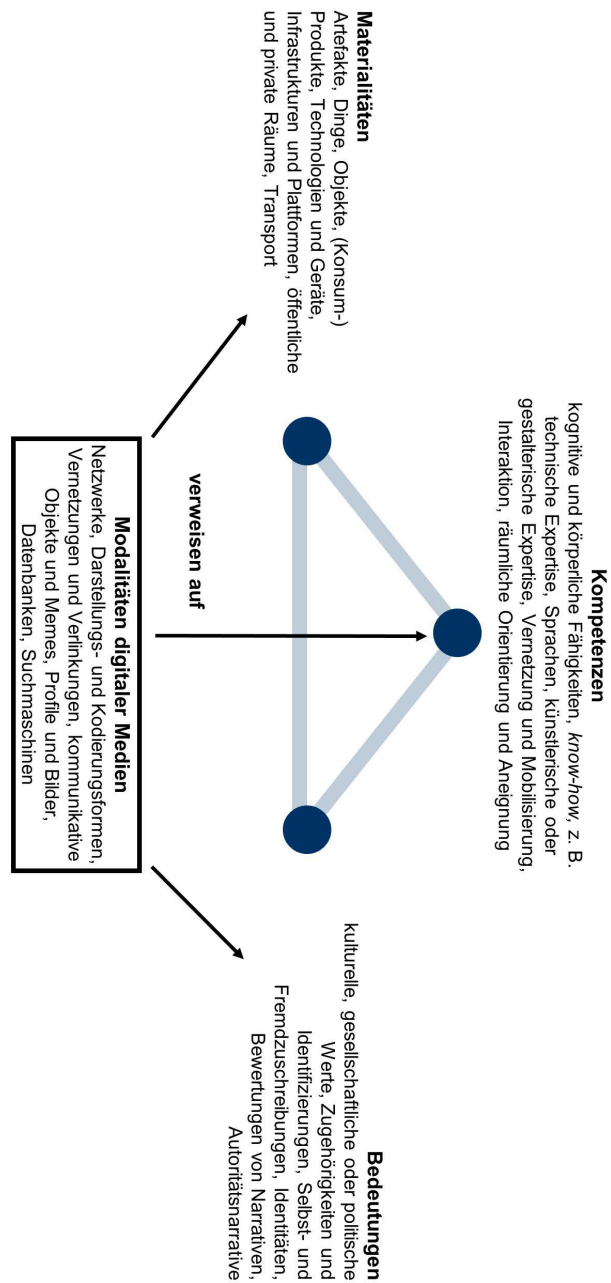 Kompetenzen
kognitive und körperliche Fähigkeiten, know-how, z. B.
technische Expertise, Sprachen, künstlerische oder
gestalterische Expertise, Vernetzung und Mobilisierung,
Interaktion, räumliche Orientierung und Aneignung
Materialitäten
Artefakte, Dinge, Objekte, (Konsum-)
Produkte, Technologien und Geräte,
Infrastrukturen und Plattformen, öffentliche
und private Räume, Transport
Bedeutungen
kulturelle, gesellschaftliche oder politische
Werte, Zugehörigkeiten und
Identifizierungen, Selbst- und
Fremdzuschreibungen, Identitäten,
Bewertungen von Narrativen,
Autoritätsnarrative
verweisen auf
Modalitäten digitaler Medien
Netzwerke, Darstellungs- und Kodierungsformen,
Vernetzungen und Verlinkungen, kommunikative
Objekte und Memes, Profile und Bilder,
Datenbanken, Suchmaschinen